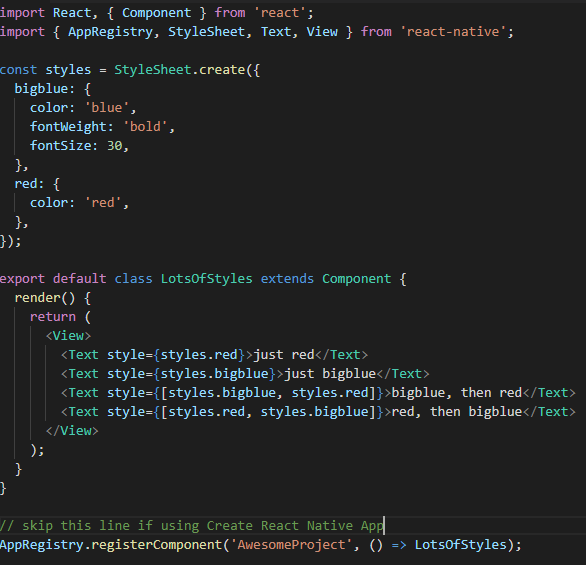 import React, { Component } from 'react';
import { AppRegistry, StyleSheet, Text, View } from 'react-native';

const styles = StyleSheet.create({
  bigblue: {
    color: 'blue',
    fontWeight: 'bold',
    fontSize: 30,
  },
  red: {
    color: 'red',
  },
});

export default class LotsOfStyles extends Component {
  render() {
    return (
      <View>
        <Text style={styles.red}>just red</Text>
        <Text style={styles.bigblue}>just bigblue</Text>
        <Text style={[styles.bigblue, styles.red]}>bigblue, then red</Text>
        <Text style={[styles.red, styles.bigblue]}>red, then bigblue</Text>
      </View>
    );
  }
}

// skip this line if using Create React Native App
AppRegistry.registerComponent('AwesomeProject', () => LotsOfStyles);